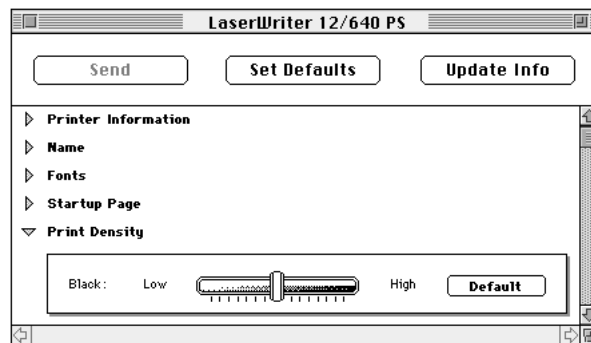 LaserWriter 12/640 PS
Send Set Defaults Update Info
Printer Information
Name
Fonts
Startup Page
Print Density
Black: Low High Default